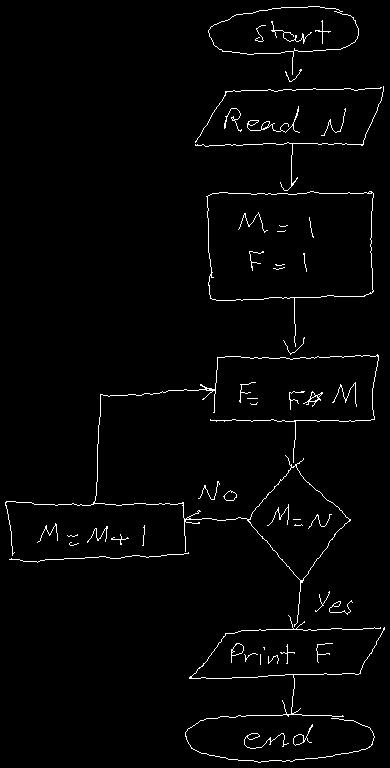 start
Read N
M = 1
F = 1
F= F*M
No
M=N
M=M+1
Yes
Print F
end